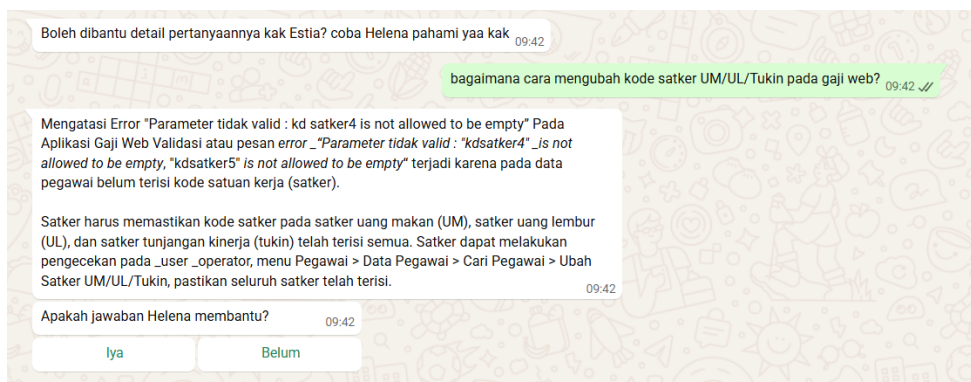 Boleh dibantu detail pertanyaannya kak Estia? coba Helena pahami yaa kak 09:42
bagaimana cara mengubah kode satker UM/UL/Tukin pada gaji web? 09:42
Mengatasi Error "Parameter tidak valid : kd satker4 is not allowed to be empty" Pada
Aplikasi Gaji Web Validasi atau pesan error _"Parameter tidak valid : "kdsatker4" _is not
allowed to be empty, "kdsatker5" is not allowed to be empty" terjadi karena pada data
pegawai belum terisi kode satuan kerja (satker).
Satker harus memastikan kode satker pada satker uang makan (UM), satker uang lembur
(UL), dan satker tunjangan kinerja (tukin) telah terisi semua. Satker dapat melakukan
pengecekan pada _user _operator, menu Pegawai > Data Pegawai > Cari Pegawai > Ubah
Satker UM/UL/Tukin, pastikan seluruh satker telah terisi. 09:42
Apakah jawaban Helena membantu? 09:42
Iya Belum